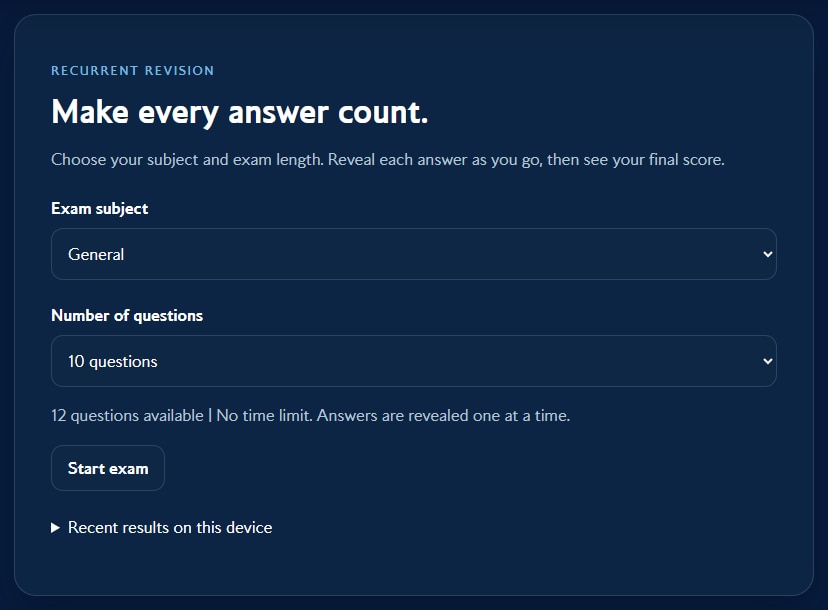 RECURRENT REVISION
Make every answer count.
Choose your subject and exam length. Reveal each answer as you go, then see your final score.
Exam subject
General
Number of questions
10 questions
12 questions available | No time limit. Answers are revealed one at a time.
Start exam
Recent results on this device